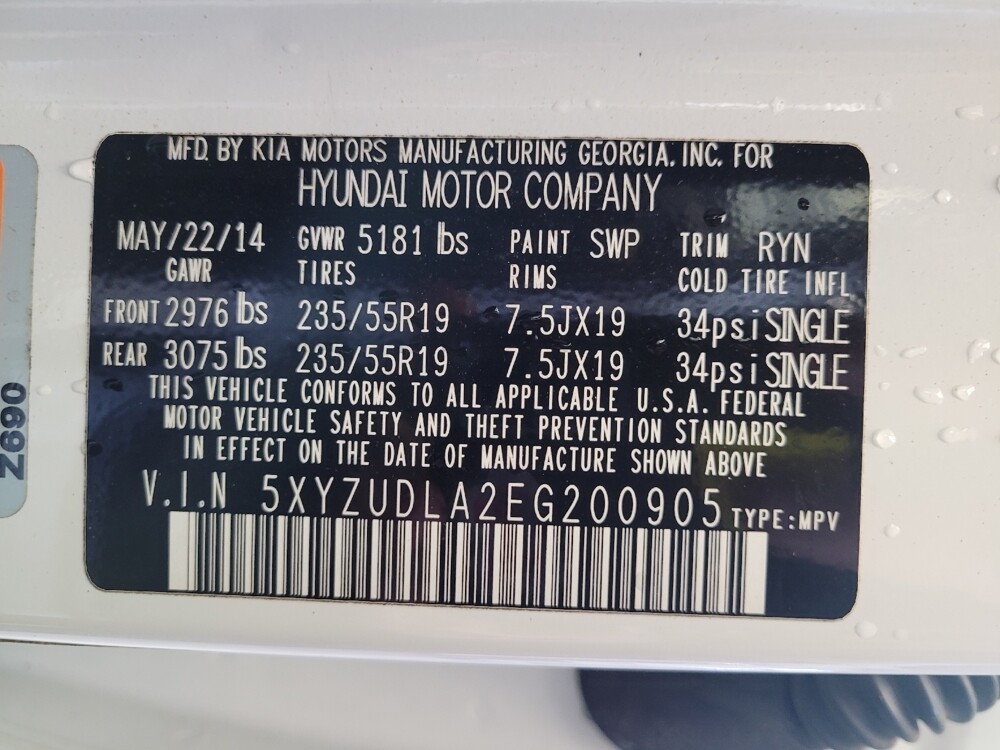 MFD. BY KIA MOTORS MANUFACTURING GEORGIA, INC. FOR
HYUNDAI MOTOR COMPANY
MAY/22/14 GVWR 5181 lbs PAINT SWP TRIM RYN
GAWR TIRES RIMS COLD TIRE INFL
FRONT 2976 lbs 235/55R19 7.5JX19 34psi SINGLE
REAR 3075 lbs 235/55R19 7.5JX19 34psi SINGLE
THIS VEHICLE CONFORMS TO ALL APPLICABLE U.S.A. FEDERAL
MOTOR VEHICLE SAFETY AND THEFT PREVENTION STANDARDS
IN EFFECT ON THE DATE OF MANUFACTURE SHOWN ABOVE
V.I.N 5XYZUDLA2EG200905 TYPE:MPV
Z690